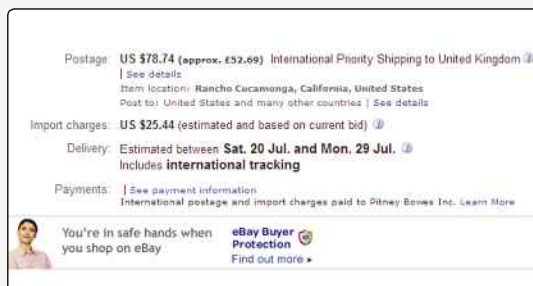 Postage: US $78.74 (approx. £52.69) International Priority Shipping to United Kingdom
| See details
Item location: Rancho Cucamonga, California, United States
Post to: United States and many other countries | See details
Import charges: US $25.44 (estimated and based on current bid)
Delivery: Estimated between Sat. 20 Jul. and Mon. 29 Jul.
Includes international tracking
Payments: | See payment information
International postage and import charges paid to Pitney Bowes Inc. Learn More
You're in safe hands when
you shop on eBay
eBay Buyer
Protection
Find out more